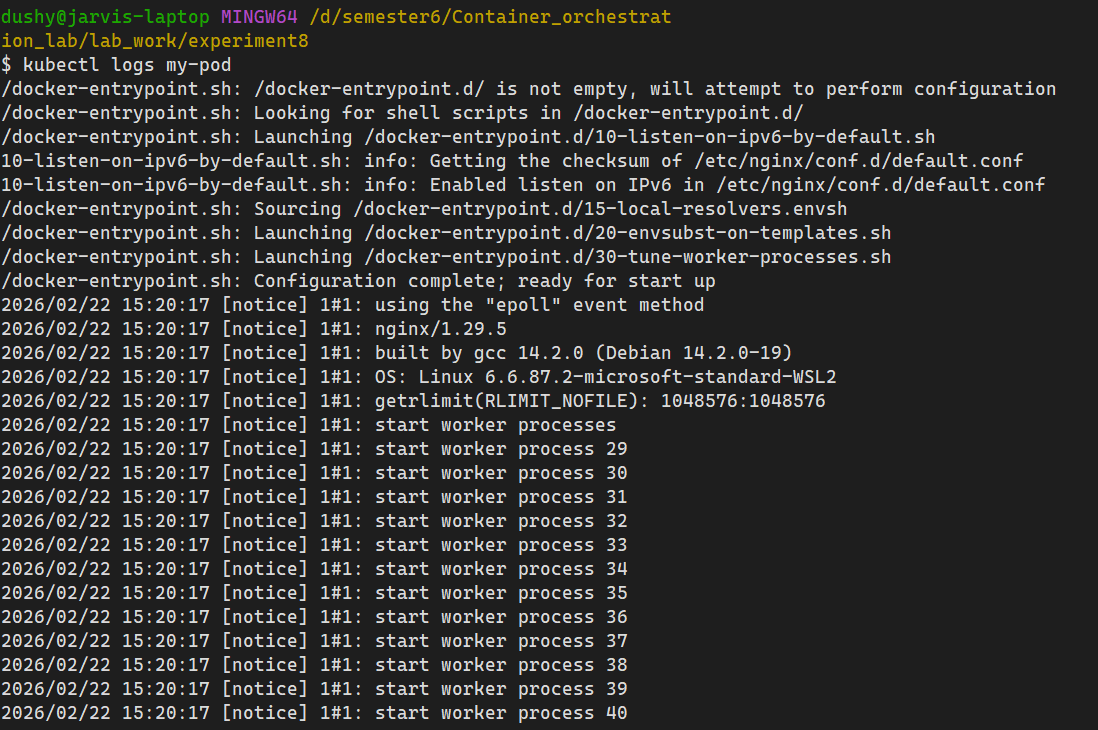 dushy@jarvis-laptop MINGW64 /d/semester6/Container_orchestrat
ion_lab/lab_work/experiment8
$ kubectl logs my-pod
/docker-entrypoint.sh: /docker-entrypoint.d/ is not empty, will attempt to perform configuration
/docker-entrypoint.sh: Looking for shell scripts in /docker-entrypoint.d/
/docker-entrypoint.sh: Launching /docker-entrypoint.d/10-listen-on-ipv6-by-default.sh
10-listen-on-ipv6-by-default.sh: info: Getting the checksum of /etc/nginx/conf.d/default.conf
10-listen-on-ipv6-by-default.sh: info: Enabled listen on IPv6 in /etc/nginx/conf.d/default.conf
/docker-entrypoint.sh: Sourcing /docker-entrypoint.d/15-local-resolvers.envsh
/docker-entrypoint.sh: Launching /docker-entrypoint.d/20-envsubst-on-templates.sh
/docker-entrypoint.sh: Launching /docker-entrypoint.d/30-tune-worker-processes.sh
/docker-entrypoint.sh: Configuration complete; ready for start up
2026/02/22 15:20:17 [notice] 1#1: using the "epoll" event method
2026/02/22 15:20:17 [notice] 1#1: nginx/1.29.5
2026/02/22 15:20:17 [notice] 1#1: built by gcc 14.2.0 (Debian 14.2.0-19)
2026/02/22 15:20:17 [notice] 1#1: OS: Linux 6.6.87.2-microsoft-standard-WSL2
2026/02/22 15:20:17 [notice] 1#1: getrlimit(RLIMIT_NOFILE): 1048576:1048576
2026/02/22 15:20:17 [notice] 1#1: start worker processes
2026/02/22 15:20:17 [notice] 1#1: start worker process 29
2026/02/22 15:20:17 [notice] 1#1: start worker process 30
2026/02/22 15:20:17 [notice] 1#1: start worker process 31
2026/02/22 15:20:17 [notice] 1#1: start worker process 32
2026/02/22 15:20:17 [notice] 1#1: start worker process 33
2026/02/22 15:20:17 [notice] 1#1: start worker process 34
2026/02/22 15:20:17 [notice] 1#1: start worker process 35
2026/02/22 15:20:17 [notice] 1#1: start worker process 36
2026/02/22 15:20:17 [notice] 1#1: start worker process 37
2026/02/22 15:20:17 [notice] 1#1: start worker process 38
2026/02/22 15:20:17 [notice] 1#1: start worker process 39
2026/02/22 15:20:17 [notice] 1#1: start worker process 40